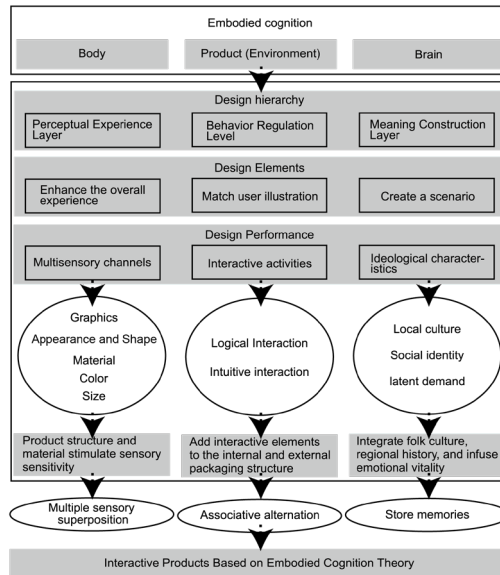 Embodied cognition
Body
Product (Environment)
Brain
Design hierarchy
Perceptual Experience
Layer
Behavior Regulation
Level
Meaning Construction
Layer
Design Elements
Enhance the overall
experience
Match user illustration
Create a scenario
Design Performance
Multisensory channels
Interactive activities
Ideological character-
istics
Graphics
Appearance and Shape
Material
Color
Size
Logical Interaction
Intuitive interaction
Local culture
Social identity
latent demand
Product structure and
material stimulate sensory
sensitivity
Add interactive elements
to the internal and external
packaging structure
Integrate folk culture,
regional history, and infuse
emotional vitality
Multiple sensory
superposition
Associative alternation
Store memories
Interactive Products Based on Embodied Cognition Theory